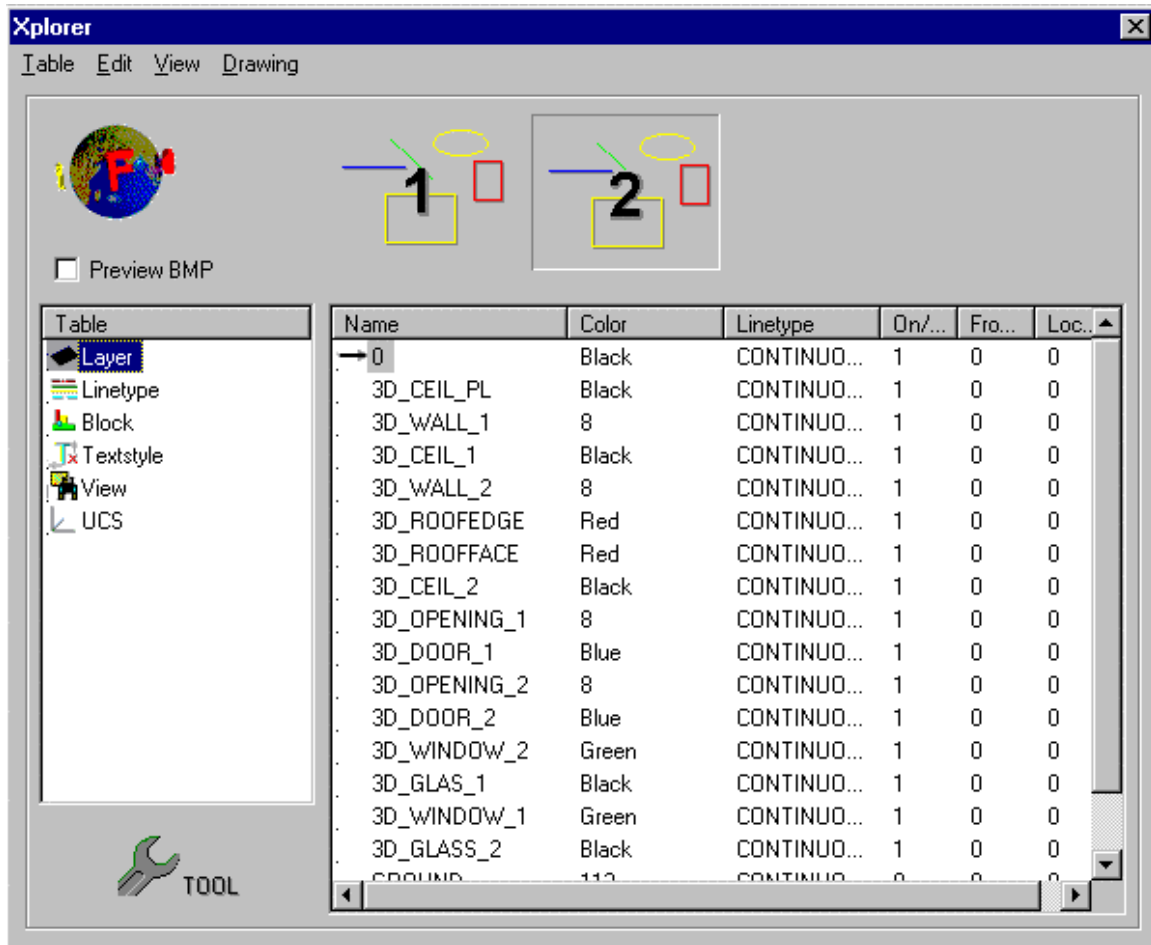 Xplorer
Table Edit View Drawing
F
1
2
Preview BMP
Table
Layer
Linetype
Block
Textstyle
View
UCS
TOOL
Name Color Linetype On/... Fro... Loc...
0 Black CONTINUO... 1 0 0
3D_CEIL_PL Black CONTINUO... 1 0 0
3D_WALL_1 8 CONTINUO... 1 0 0
3D_CEIL_1 Black CONTINUO... 1 0 0
3D_WALL_2 8 CONTINUO... 1 0 0
3D_ROOFEDGE Red CONTINUO... 1 0 0
3D_ROOFFACE Red CONTINUO... 1 0 0
3D_CEIL_2 Black CONTINUO... 1 0 0
3D_OPENING_1 8 CONTINUO... 1 0 0
3D_DOOR_1 Blue CONTINUO... 1 0 0
3D_OPENING_2 8 CONTINUO... 1 0 0
3D_DOOR_2 Blue CONTINUO... 1 0 0
3D_WINDOW_2 Green CONTINUO... 1 0 0
3D_GLAS_1 Black CONTINUO... 1 0 0
3D_WINDOW_1 Green CONTINUO... 1 0 0
3D_GLASS_2 Black CONTINUO... 1 0 0
GROUND CONTINUO...